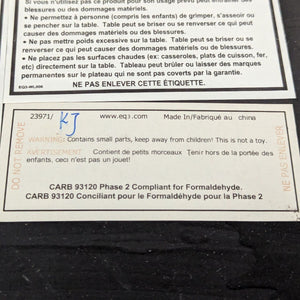 Si vous n'utilisez pas ce produit pour son usage prévu peut entraîner
des blessures ou des dommages matériels.
• Ne permettez à personne (compris les enfants) de grimper, s'asseoir ou
se pencher sur la table. Table peut se briser ou se renverser ce qui peut
causer des dommages matériels ou de blessures.
• Ne mettez pas poids excessive sur la table. Table peut se briser ou se
renverser ce qui peut causer des dommages matériels ou de blessures.
• Ne placez pas les surfaces chaudes (ex: casseroles, plats de cuisson, fer,
etc) directement sur la table. Tableau peut brûler ou laisser des marques
permanentes sur le plateau qui ne sont pas couverts par la garantie.
NE PAS ENLEVER CETTE ÉTIQUETTE.
23971/ KJ www.eq3.com Made In/Fabriqué au china
DO NOT REMOVE
WARNING: Contains small parts, keep away from children! This is not a toy.
AVERTISEMENT Contient de petits morceaux Tenir hors de la portée des
enfants, ceci n'est pas un jouet!
NE PAS ENLEVER
CARB 93120 Phase 2 Compliant for Formaldehyde.
CARB 93120 Conciliant pour le Formaldéhyde pour la Phase 2